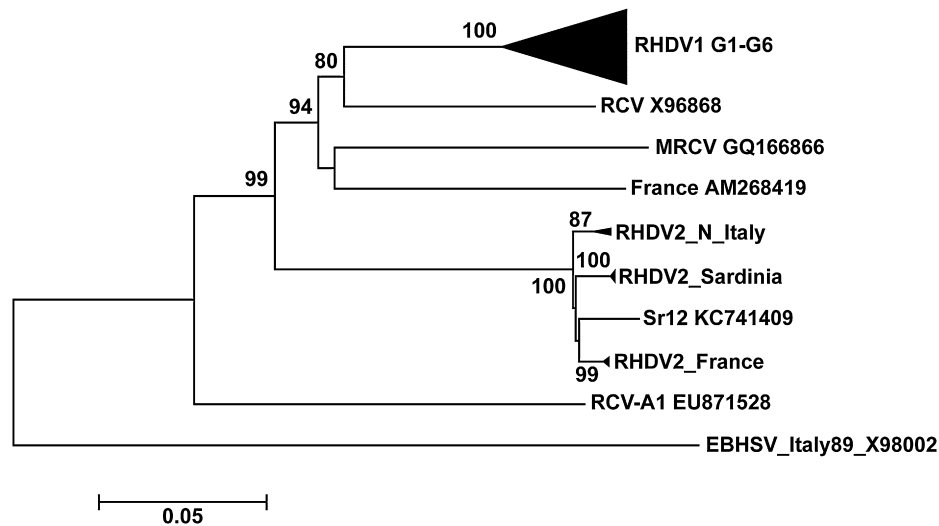 100
RHDV1 G1-G6
80
RCV X96868
94
MRCV GQ166866
99
France AM268419
87
RHDV2_N_Italy
100
RHDV2_Sardinia
100
Sr12 KC741409
RHDV2_France
99
RCV-A1 EU871528
EBHSV_Italy89_X98002
0.05